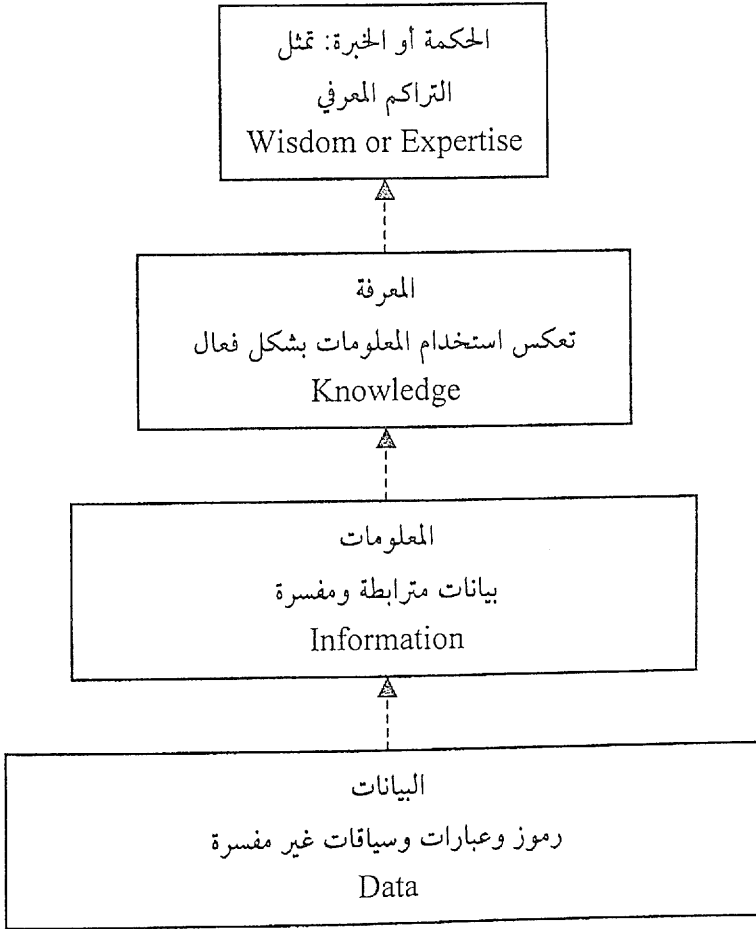 الحكمة أو الخبرة: تمثل
التراكم المعرفي
Wisdom or Expertise
المعرفة
تعكس استخدام المعلومات بشكل فعال
Knowledge
المعلومات
بيانات مترابطة ومفسرة
Information
البيانات
رموز وعبارات وسياقات غير مفسرة
Data